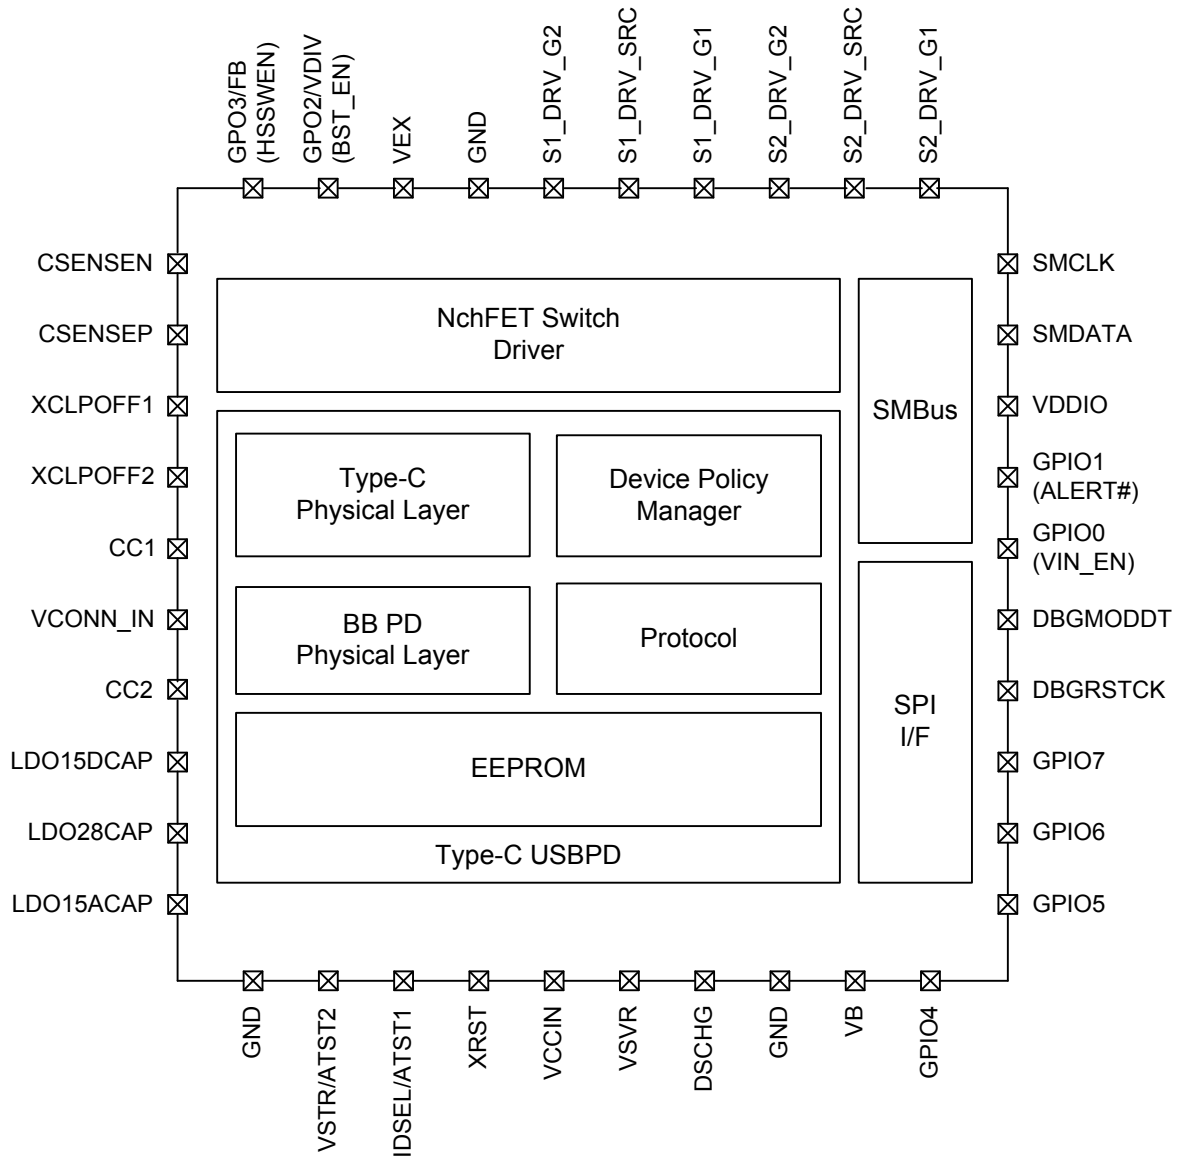 GPO3/FB
(HSSWEN)
GPO2/VDIV
(BST_EN)
VEX
GND
S1_DRV_G2
S1_DRV_SRC
S1_DRV_G1
S2_DRV_G2
S2_DRV_SRC
S2_DRV_G1
CSENSEN
CSENSEP
XCLPOFF1
XCLPOFF2
CC1
VCONN_IN
CC2
LDO15DCAP
LDO28CAP
LDO15ACAP
NchFET Switch
Driver
Type-C
Physical Layer
Device Policy
Manager
BB PD
Physical Layer
Protocol
EEPROM
Type-C USBPD
SMBus
SPI
I/F
SMCLK
SMDATA
VDDIO
GPIO1
(ALERT#)
GPIO0
(VIN_EN)
DBGMODDT
DBGRSTCK
GPIO7
GPIO6
GPIO5
GND
VSTR/ATST2
IDSEL/ATST1
XRST
VCCIN
VSVR
DSCHG
GND
VB
GPIO4